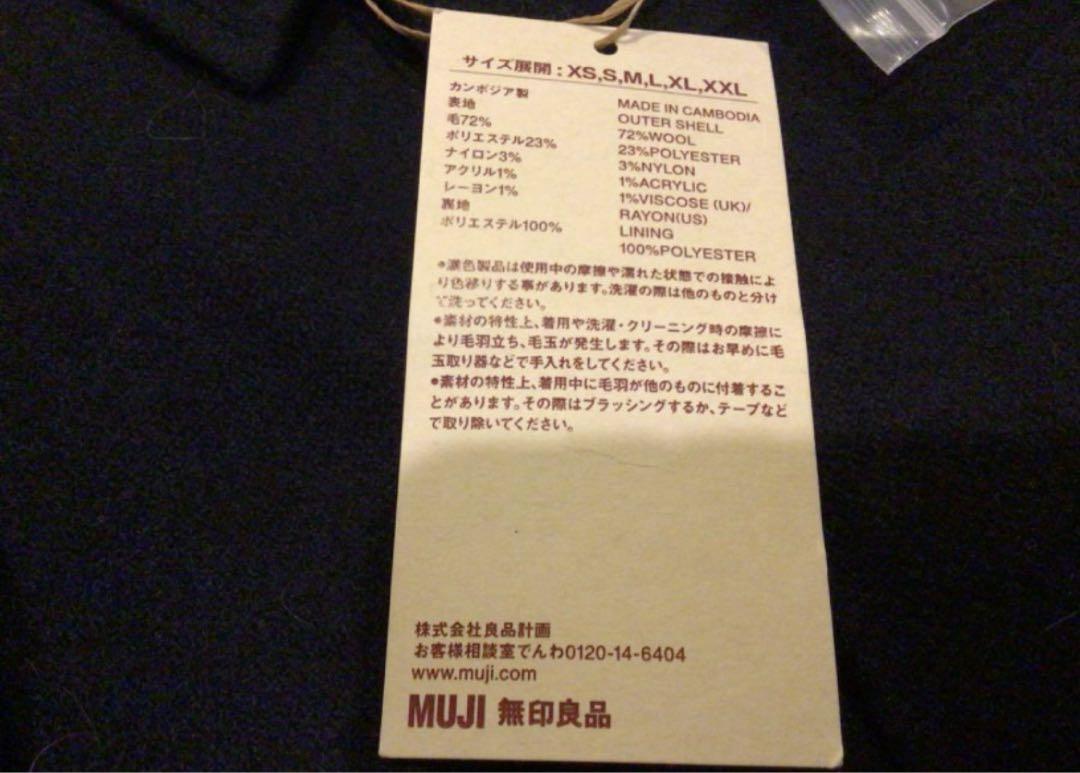 サイズ展開：XS,S,M,L,XL,XXL
カンボジア製
表地
毛72%
ポリエステル23%
ナイロン3%
アクリル1%
レーヨン1%
裏地
ポリエステル100%
MADE IN CAMBODIA
OUTER SHELL
72%WOOL
23%POLYESTER
3%NYLON
1%ACRYLIC
1%VISCOSE (UK)/
RAYON(US)
LINING
100%POLYESTER
●濃色製品は使用中の摩擦や濡れた状態での接触によ
り色移りする事があります。洗濯の際は他のものと分け
て洗ってください。
●素材の特性上、着用や洗濯・クリーニング時の摩擦に
より毛羽立ち、毛玉が発生します。その際はお早めに毛
玉取り器などで手入れをしてください。
●素材の特性上、着用中に毛羽が他のものに付着するこ
とがあります。その際はブラッシングするか、テープなど
で取り除いてください。
株式会社良品計画
お客様相談室でんわ0120-14-6404
www.muji.com
MUJI 無印良品